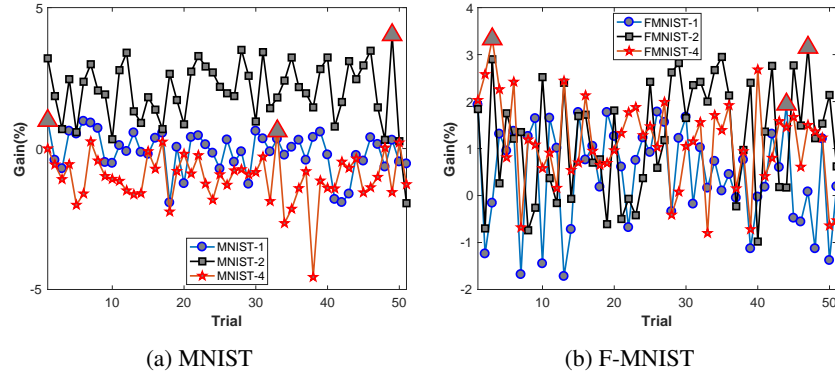 5
0
-5
Gain(%)
10
20
30
40
50
Trial
MNIST-1
MNIST-2
MNIST-4
(a) MNIST
4
3
2
1
0
-1
-2
Gain(%)
10
20
30
40
50
Trial
FMNIST-1
FMNIST-2
FMNIST-4
(b) F-MNIST